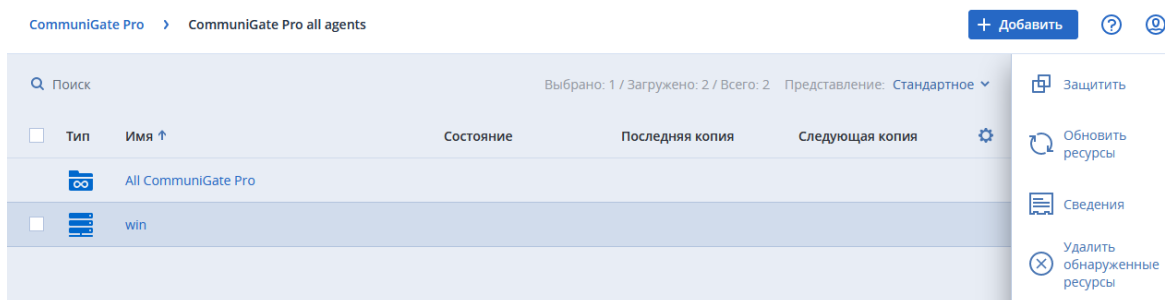 CommuniGate Pro > CommuniGate Pro all agents
+ Добавить
Поиск
Выбрано: 1 / Загружено: 2 / Всего: 2 Представление: Стандартное
Тип Имя ↑ Состояние Последняя копия Следующая копия
All CommuniGate Pro
win
Защитить
Обновить
ресурсы
Сведения
Удалить
обнаруженные
ресурсы